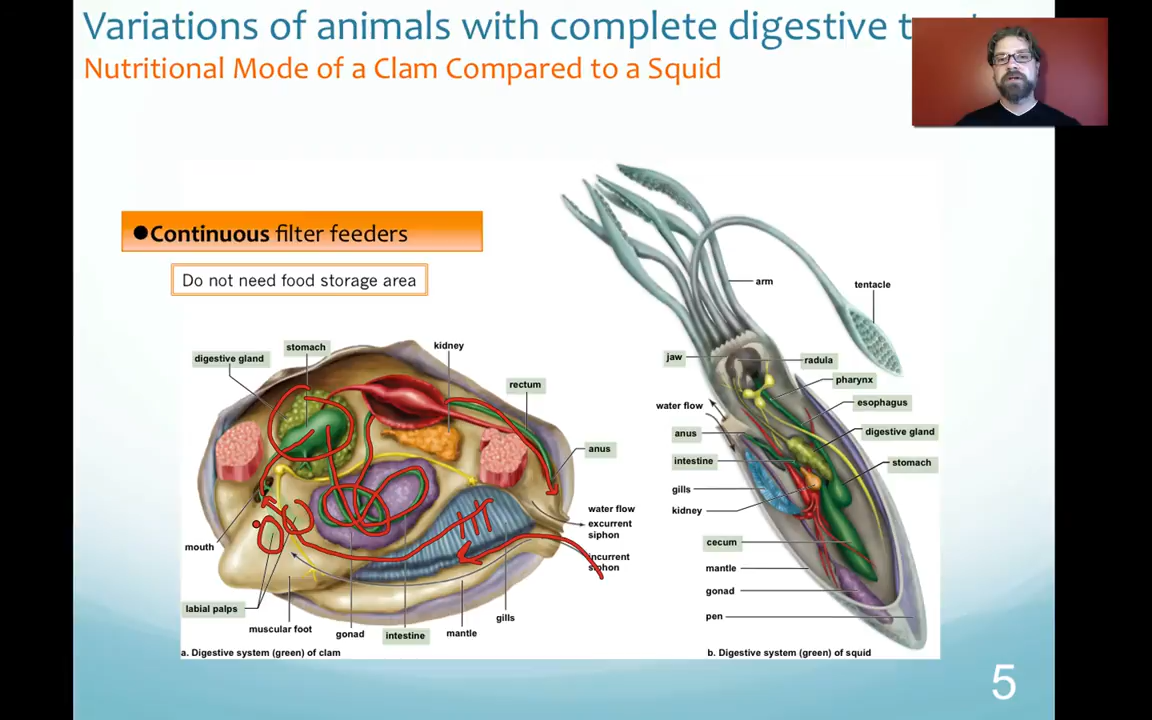 Variations of animals with complete digestive
Nutritional Mode of a Clam Compared to a Squid
●Continuous filter feeders
Do not need food storage area
digestive gland
stomach
kidney
rectum
anus
water flow
excurrent
siphon
incurrent
siphon
mouth
labial palps
muscular foot
gonad
intestine
mantle
gills
a. Digestive system (green) of clam
arm
tentacle
jaw
radula
pharynx
water flow
esophagus
anus
digestive gland
intestine
stomach
gills
kidney
cecum
mantle
gonad
pen
b. Digestive system (green) of squid
5